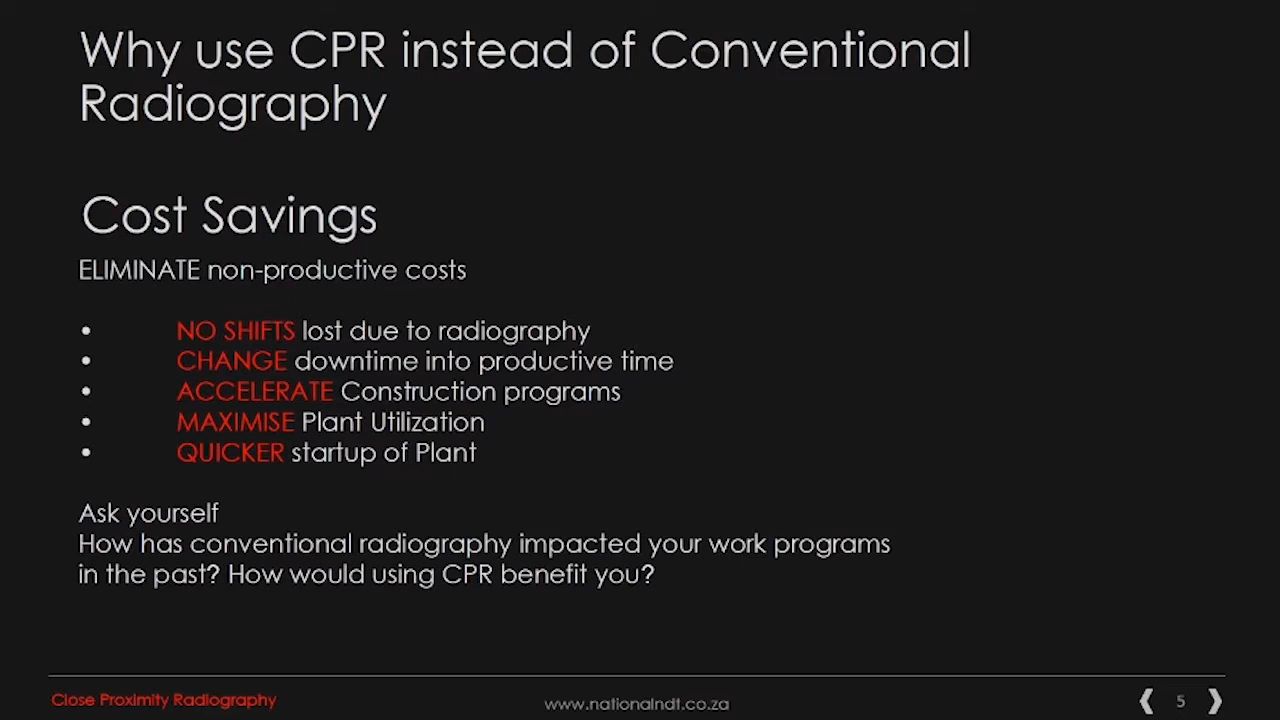 Why use CPR instead of Conventional
Radiography
Cost Savings
ELIMINATE non-productive costs
• NO SHIFTS lost due to radiography
• CHANGE downtime into productive time
• ACCELERATE Construction programs
• MAXIMISE Plant Utilization
• QUICKER startup of Plant
Ask yourself
How has conventional radiography impacted your work programs
in the past? How would using CPR benefit you?
Close Proximity Radiography
www.nationalndt.co.za
5